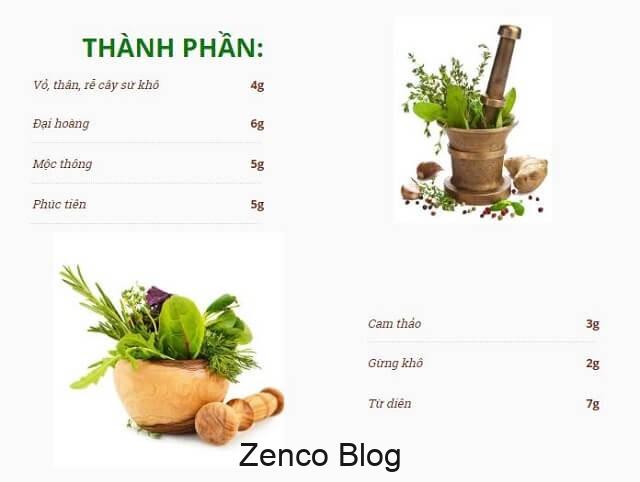 THÀNH PHẦN:
Vỏ, thân, rễ cây sứ khô 4g
Đại hoàng 6g
Mộc thông 5g
Phúc tiên 5g
Cam thảo 3g
Gừng khô 2g
Từ diên 7g
Zenco Blog